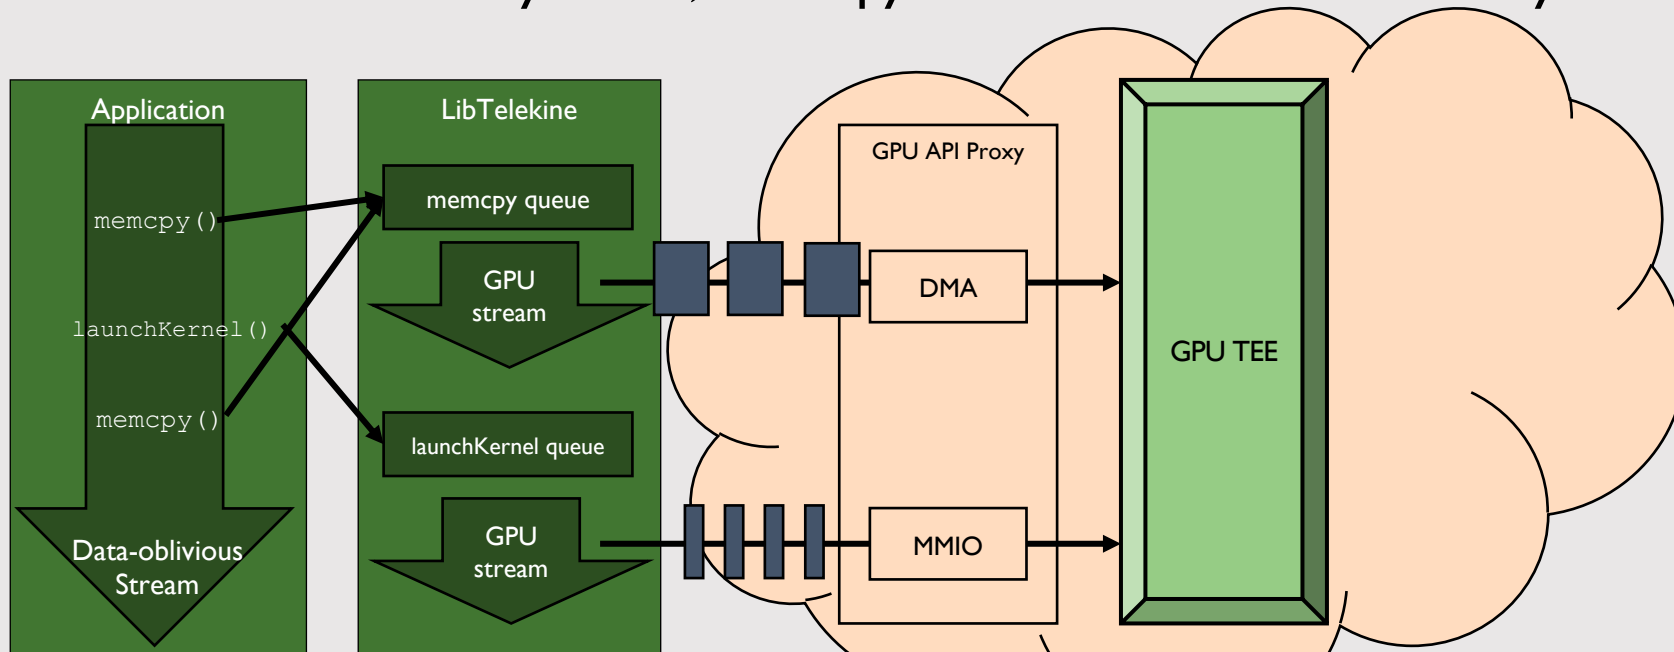 Application
memcpy()
launchKernel()
memcpy()
Data-oblivious
Stream
LibTelekine
memcpy queue
GPU
stream
launchKernel queue
GPU
stream
GPU API Proxy
DMA
MMIO
GPU TEE